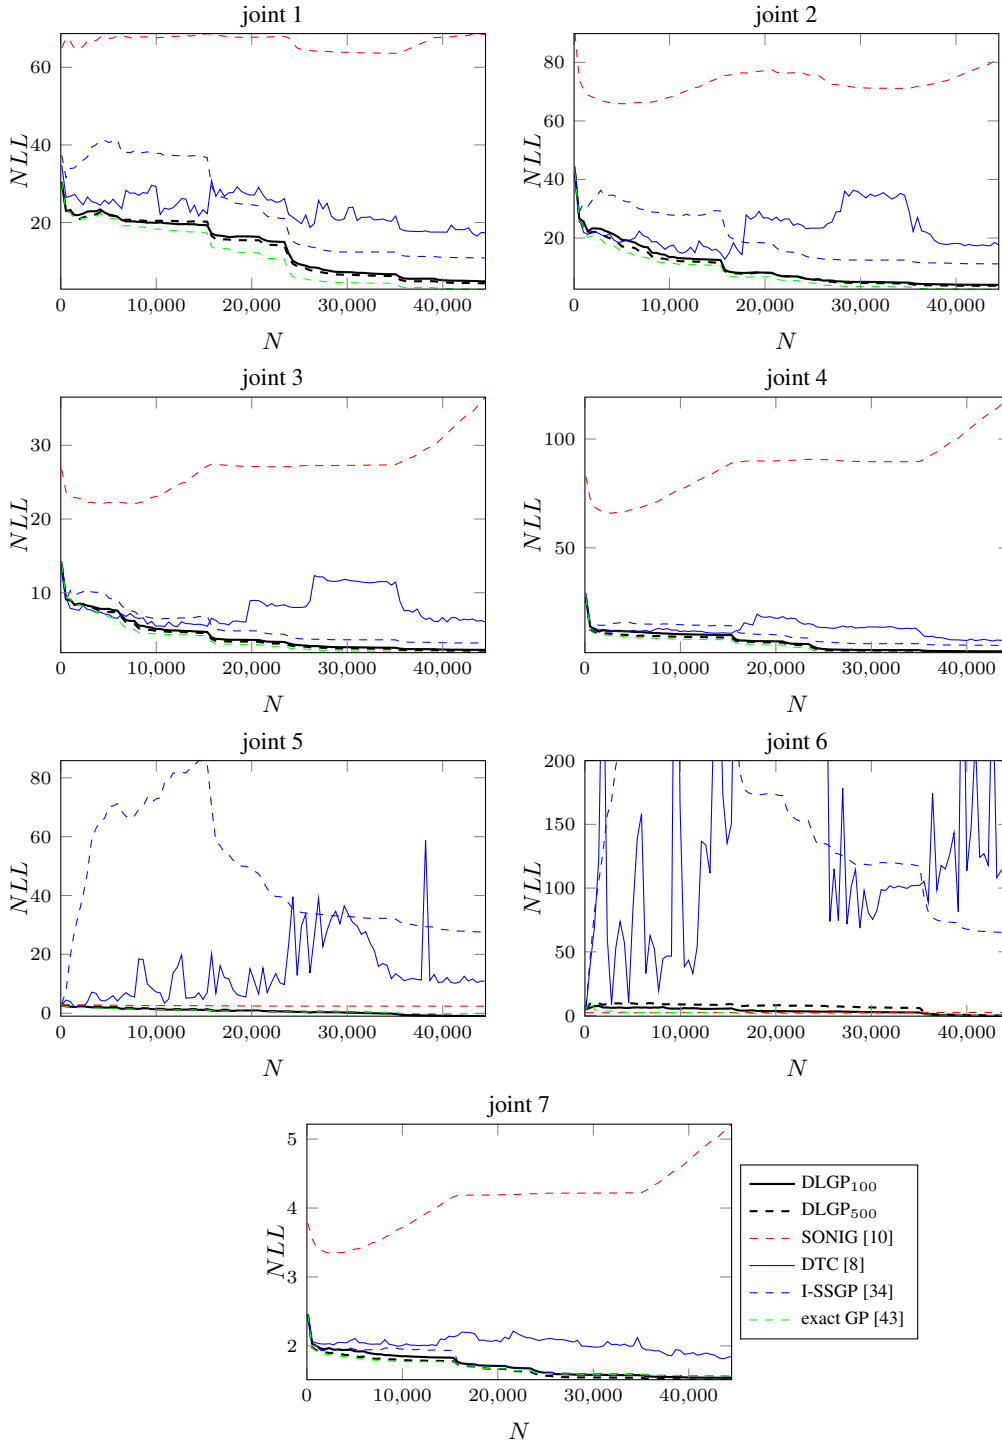 joint 1
60
40
20
NLL
0
10,000
20,000
30,000
40,000
N
joint 2
80
60
40
20
NLL
0
10,000
20,000
30,000
40,000
N
joint 3
30
20
10
NLL
0
10,000
20,000
30,000
40,000
N
joint 4
100
50
NLL
0
10,000
20,000
30,000
40,000
N
joint 5
80
60
40
20
0
NLL
0
10,000
20,000
30,000
40,000
N
joint 6
200
150
100
50
0
NLL
0
10,000
20,000
30,000
40,000
N
joint 7
5
4
3
2
NLL
0
10,000
20,000
30,000
40,000
N
DLGP100
DLGP500
SONIG [10]
DTC [8]
I-SSGP [34]
exact GP [43]